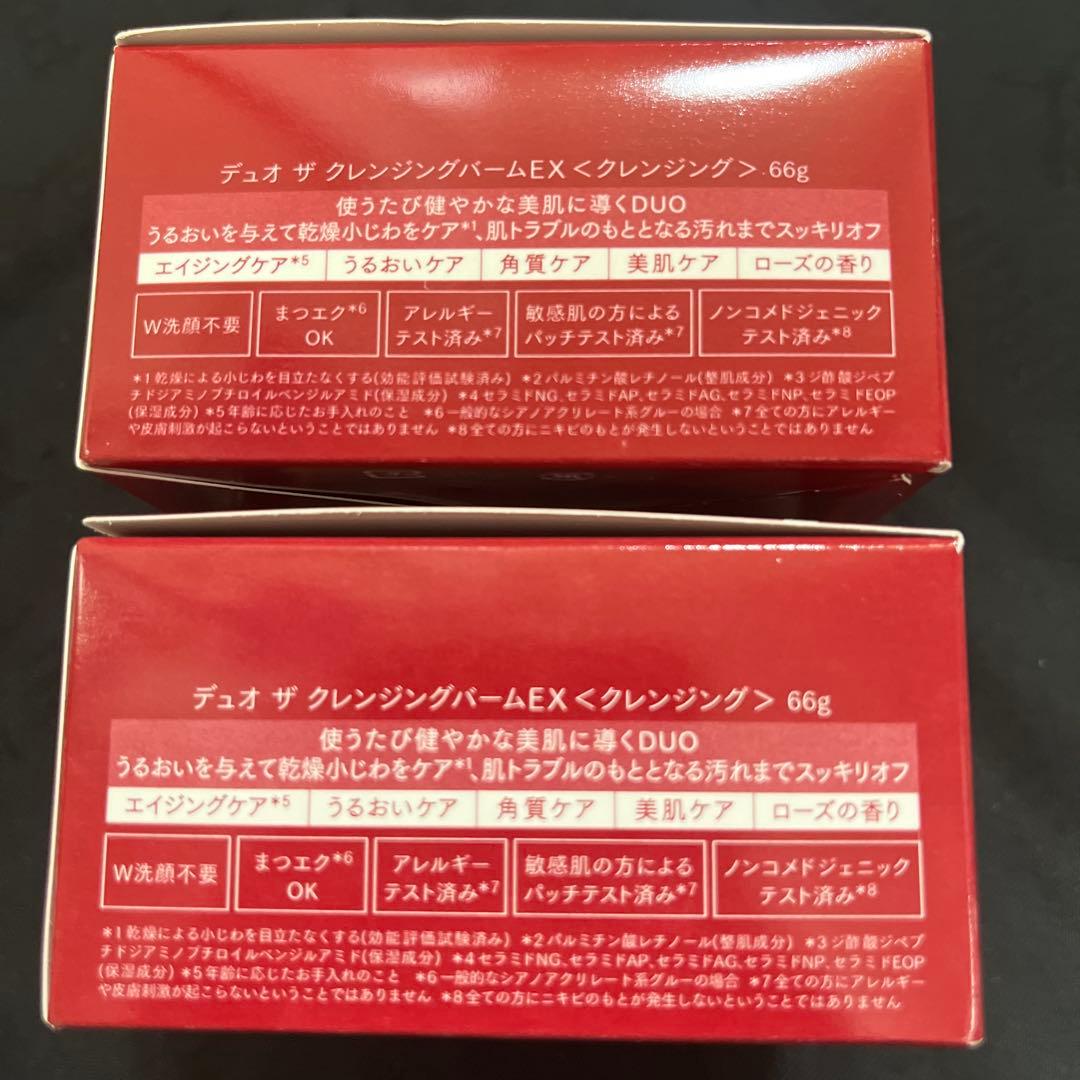 デュオ ザ クレンジングバームEX＜クレンジング＞ 66g
使うたび健やかな美肌に導くDUO
うるおいを与えて乾燥小じわをケア*1、肌トラブルのもととなる汚れまでスッキリオフ
エイジングケア*5 うるおいケア 角質ケア 美肌ケア ローズの香り
W洗顔不要 まつエク*6 OK アレルギーテスト済み*7 敏感肌の方によるパッチテスト済み*7 ノンコメドジェニックテスト済み*8
*1乾燥による小じわを目立たなくする(効能評価試験済み) *2パルミチン酸レチノール(整肌成分) *3ジ酢酸ジペプ
チドジアミノブチロイルベンジルアミド(保湿成分) *4セラミドNG、セラミドAP、セラミドAG、セラミドNP、セラミドEOP
(保湿成分) *5年齢に応じたお手入れのこと *6一般的なシアノアクリレート系グルーの場合 *7全ての方にアレルギー
や皮膚刺激が起こらないということではありません *8全ての方にニキビのもとが発生しないということではありません
デュオ ザ クレンジングバームEX＜クレンジング＞ 66g
使うたび健やかな美肌に導くDUO
うるおいを与えて乾燥小じわをケア*1、肌トラブルのもととなる汚れまでスッキリオフ
エイジングケア*5 うるおいケア 角質ケア 美肌ケア ローズの香り
W洗顔不要 まつエク*6 OK アレルギーテスト済み*7 敏感肌の方によるパッチテスト済み*7 ノンコメドジェニックテスト済み*8
*1乾燥による小じわを目立たなくする(効能評価試験済み) *2パルミチン酸レチノール(整肌成分) *3ジ酢酸ジペプ
チドジアミノブチロイルベンジルアミド(保湿成分) *4セラミドNG、セラミドAP、セラミドAG、セラミドNP、セラミドEOP
(保湿成分) *5年齢に応じたお手入れのこと *6一般的なシアノアクリレート系グルーの場合 *7全ての方にアレルギー
や皮膚刺激が起こらないということではありません *8全ての方にニキビのもとが発生しないということではありません